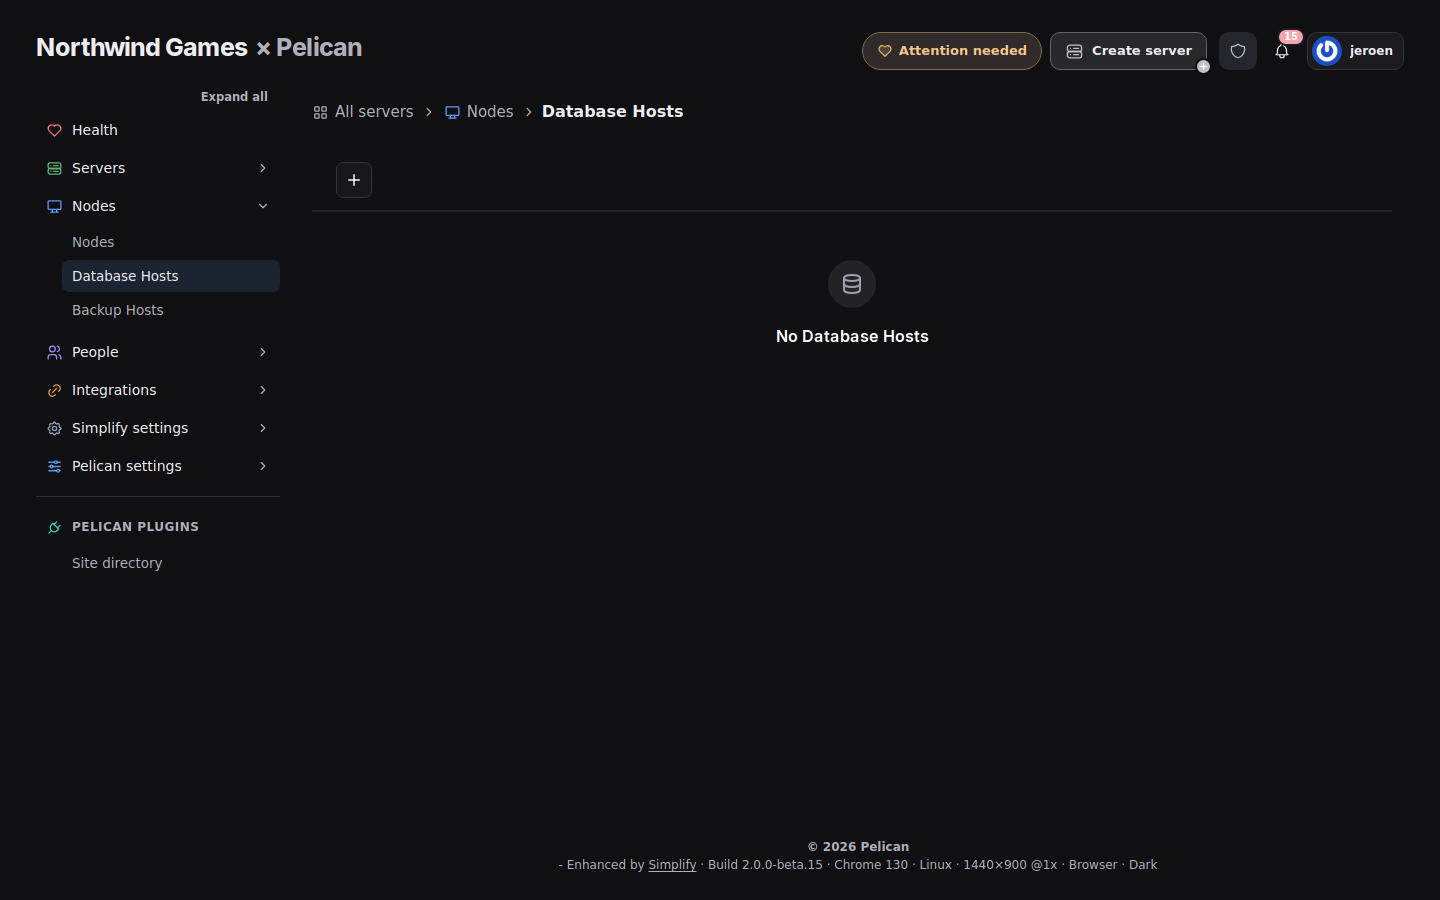 Northwind Games × Pelican
Attention needed
Create server
15
jeroen
Expand all
Health
Servers
Nodes
Nodes
Database Hosts
Backup Hosts
People
Integrations
Simplify settings
Pelican settings
PELICAN PLUGINS
Site directory
All servers > Nodes > Database Hosts
No Database Hosts
© 2026 Pelican
- Enhanced by Simplify · Build 2.0.0-beta.15 · Chrome 130 · Linux · 1440×900 @1x · Browser · Dark